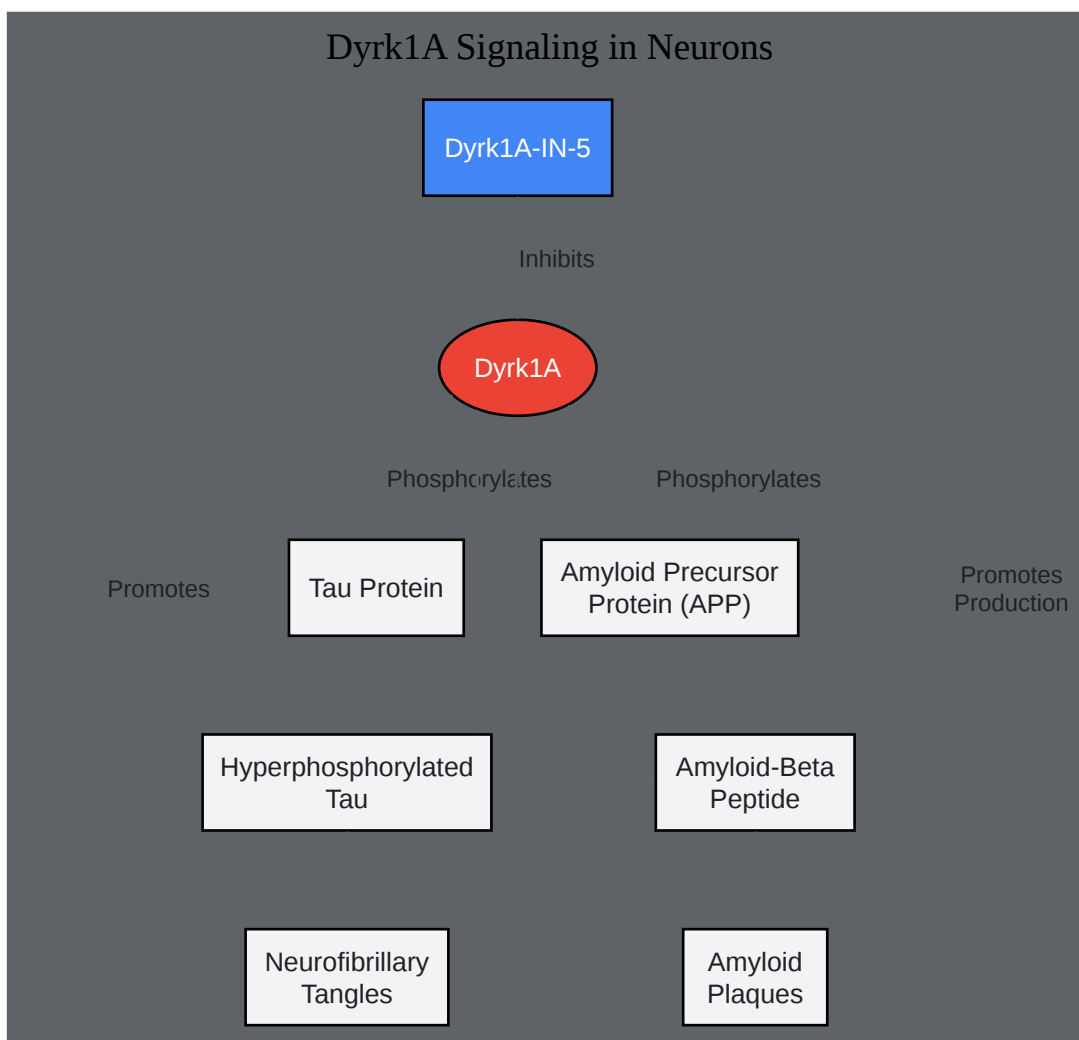 Dyrk1A Signaling in Neurons
Dyrk1A-IN-5
Inhibits
Dyrk1A
Phosphorylates
Phosphorylates
Promotes
Tau Protein
Amyloid Precursor
Protein (APP)
Promotes
Production
Hyperphosphorylated
Tau
Amyloid-Beta
Peptide
Neurofibrillary
Tangles
Amyloid
Plaques